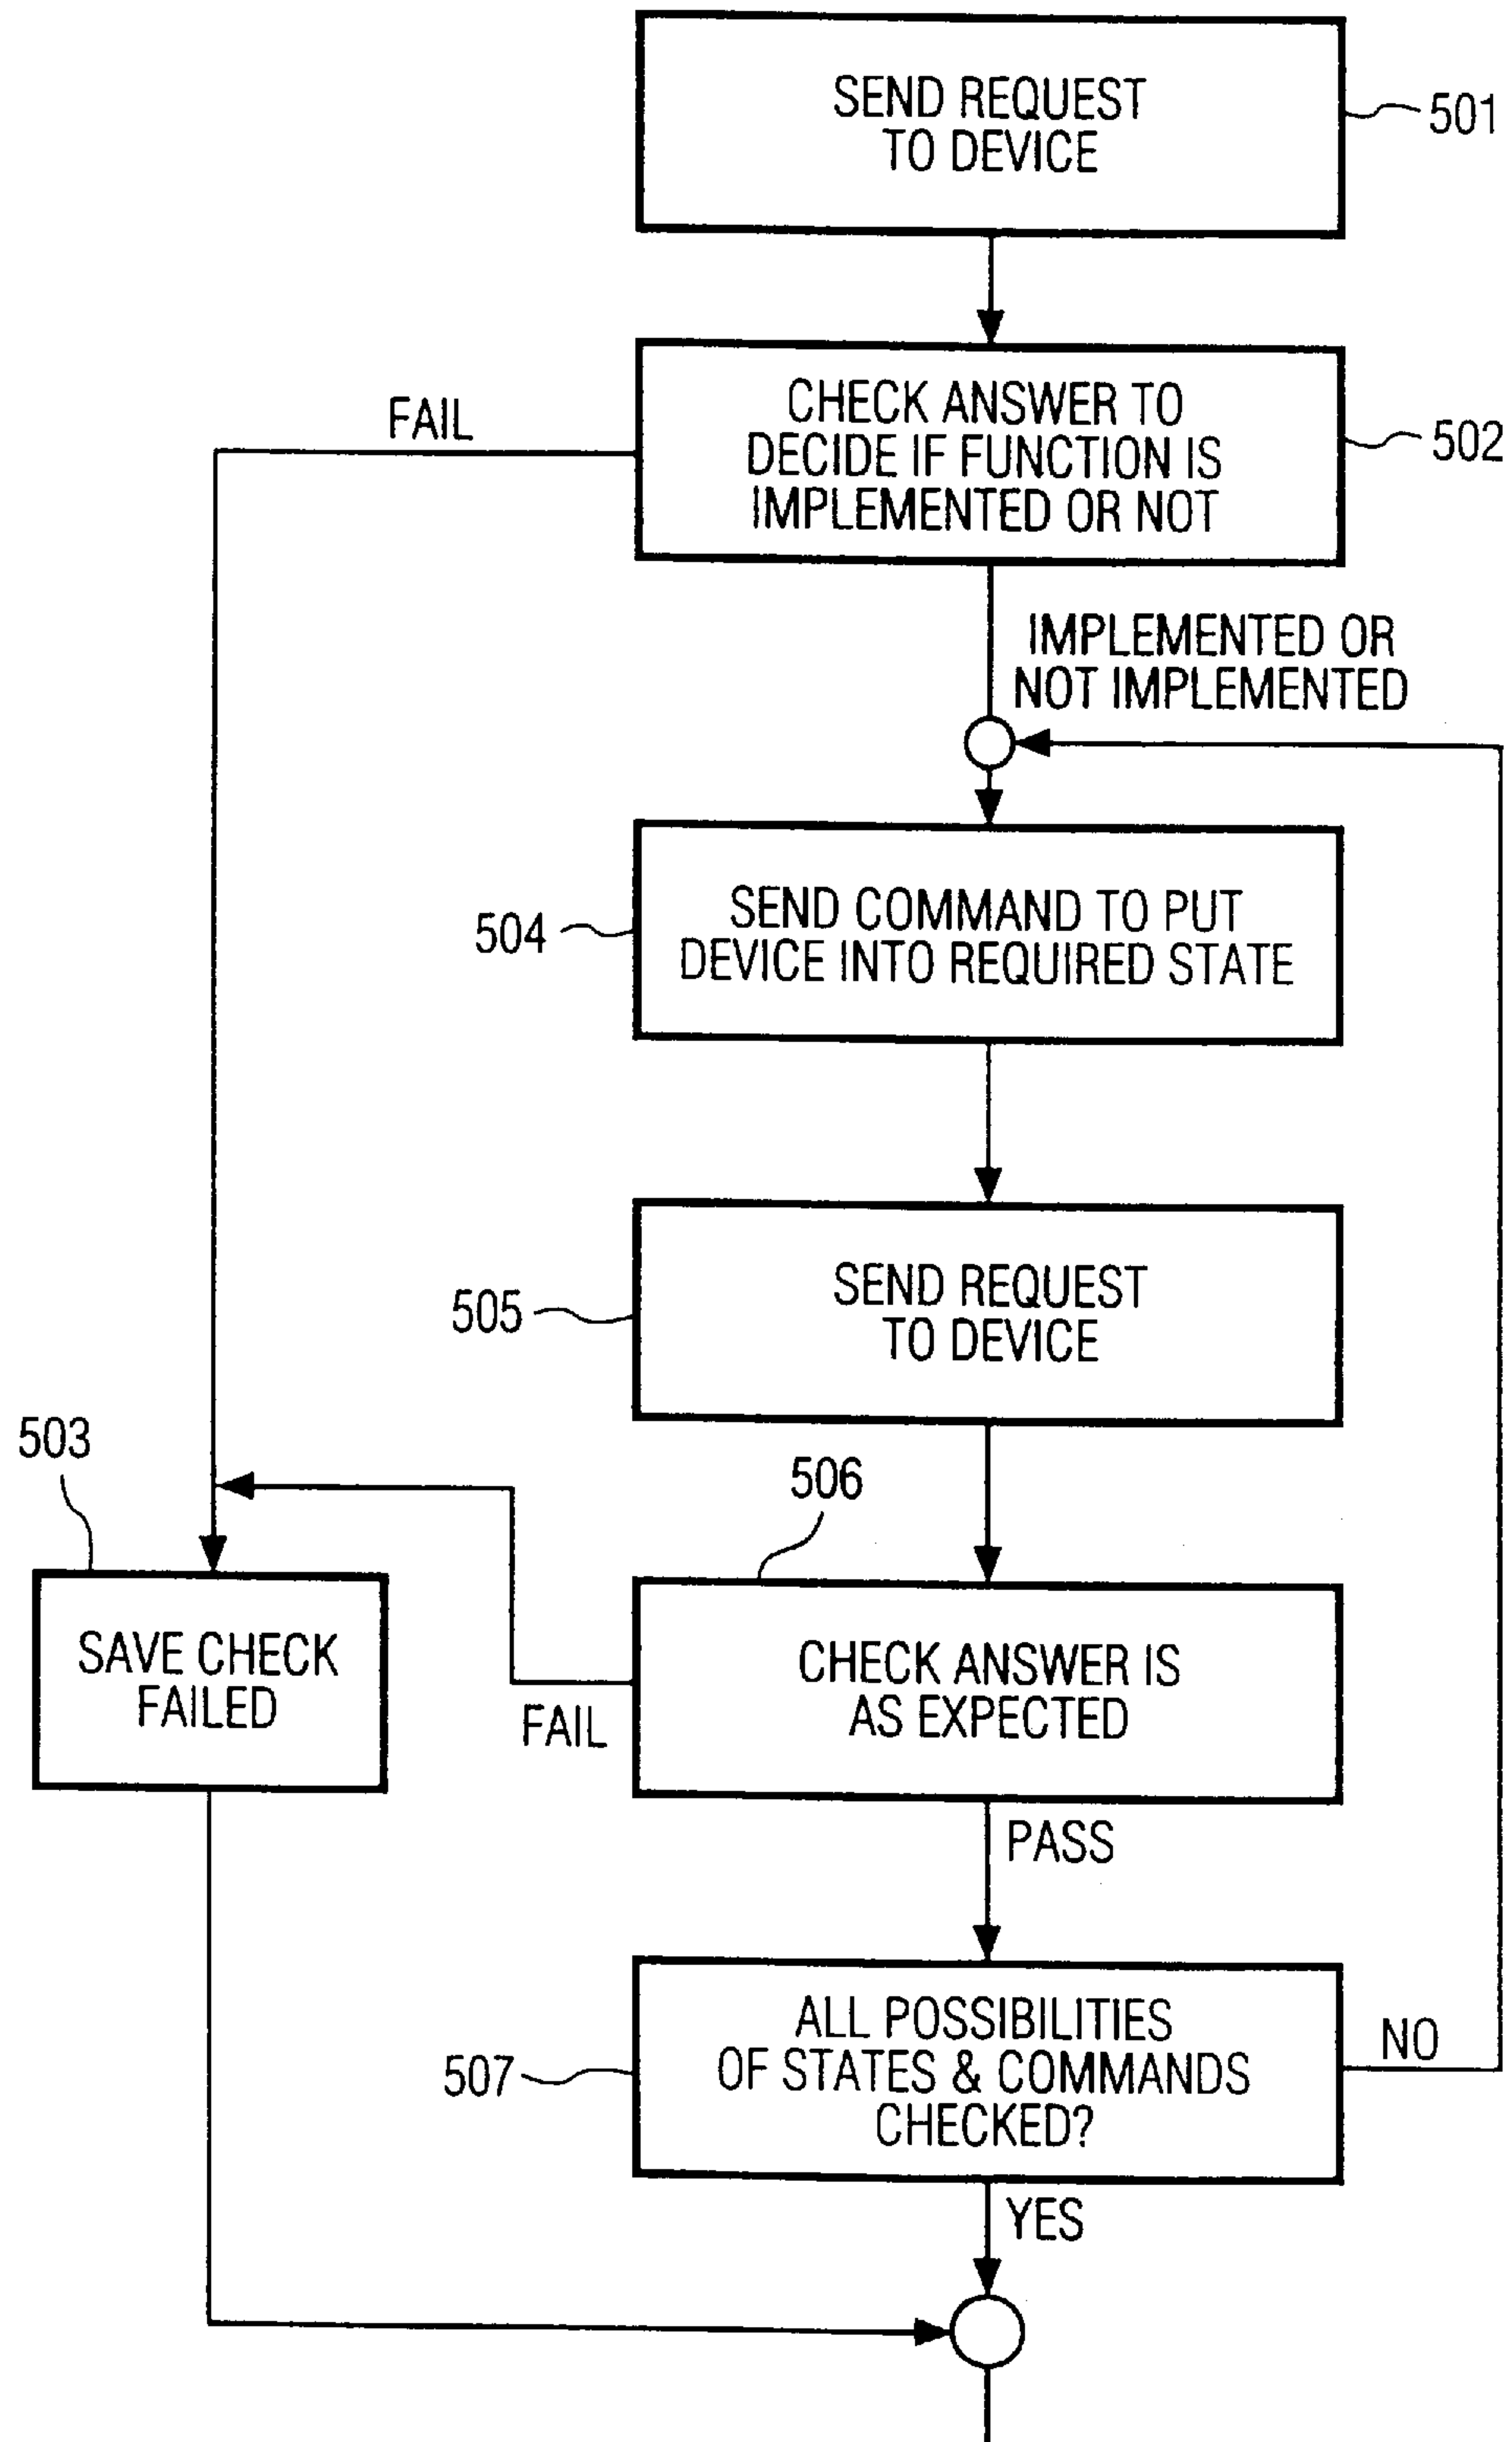 SEND REQUEST
TO DEVICE
501
CHECK ANSWER TO
DECIDE IF FUNCTION IS
IMPLEMENTED OR NOT
502
FAIL
IMPLEMENTED OR
NOT IMPLEMENTED
504
SEND COMMAND TO PUT
DEVICE INTO REQUIRED STATE
505
SEND REQUEST
TO DEVICE
503
506
SAVE CHECK
FAILED
CHECK ANSWER IS
AS EXPECTED
FAIL
PASS
507
ALL POSSIBILITIES
OF STATES & COMMANDS
CHECKED?
NO
YES